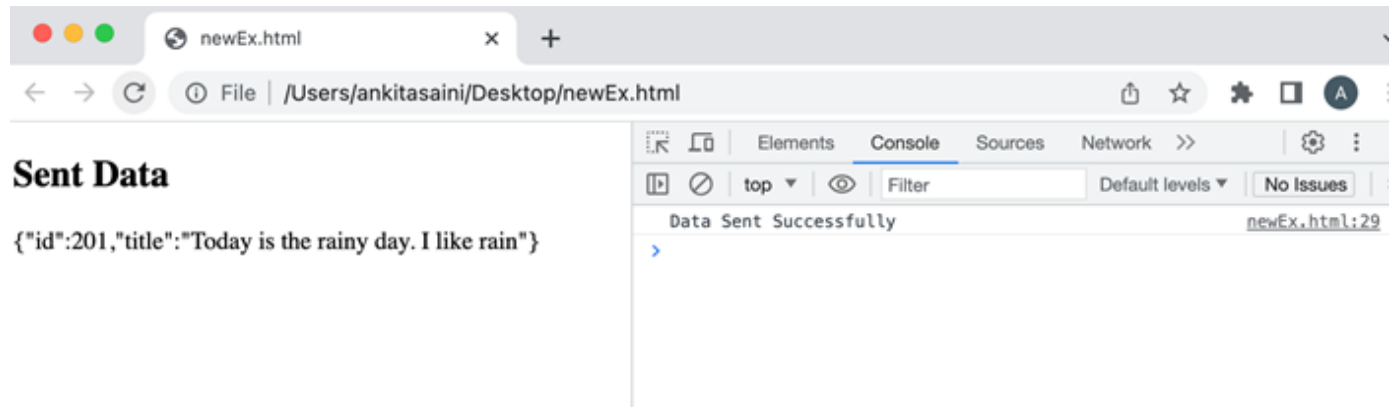 newEx.html
File | /Users/ankitasaini/Desktop/newEx.html
A
Sent Data
{"id":201,"title":"Today is the rainy day. I like rain"}
Elements Console Sources Network
top Filter Default levels No Issues
Data Sent Successfully newEx.html:29